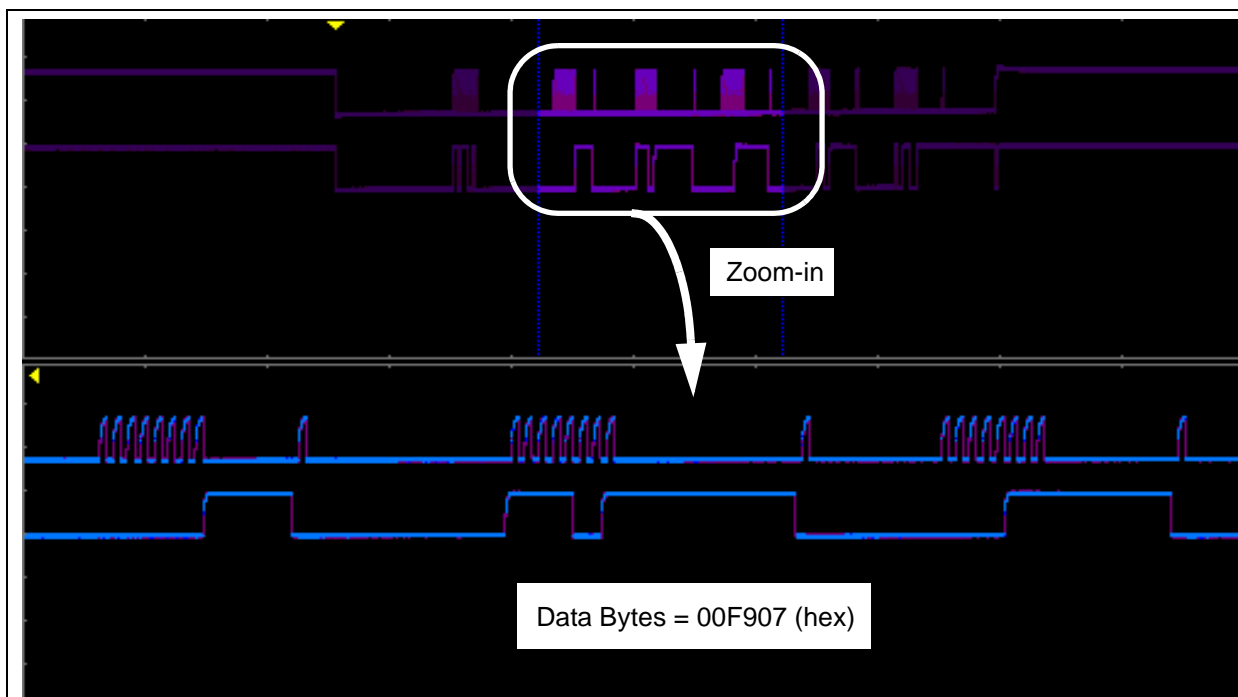 Zoom-in
Data Bytes = 00F907 (hex)